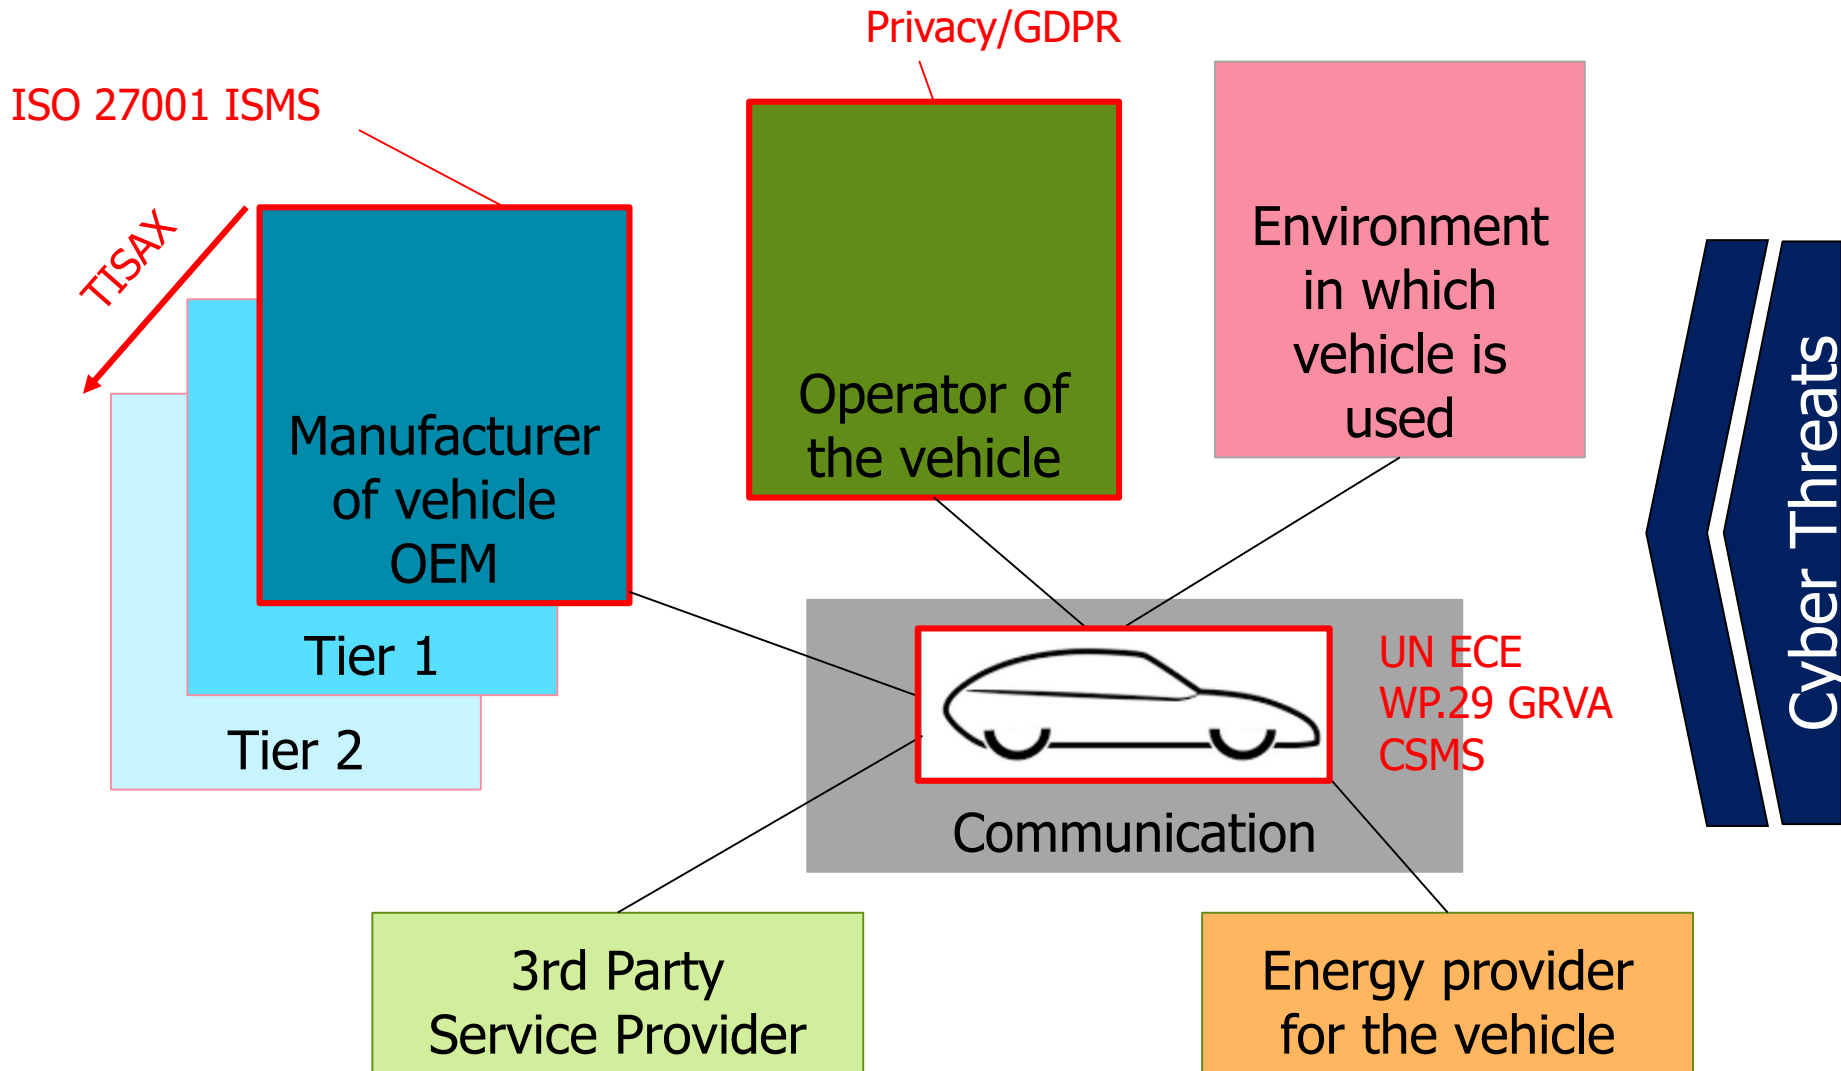 Privacy/GDPR
ISO 27001 ISMS
TISAX
Manufacturer
of vehicle
OEM
Tier 1
Tier 2
Operator of
the vehicle
Environment
in which
vehicle is
used
Cyber Threats
UN ECE
WP.29 GRVA
CSMS
Communication
3rd Party
Service Provider
Energy provider
for the vehicle